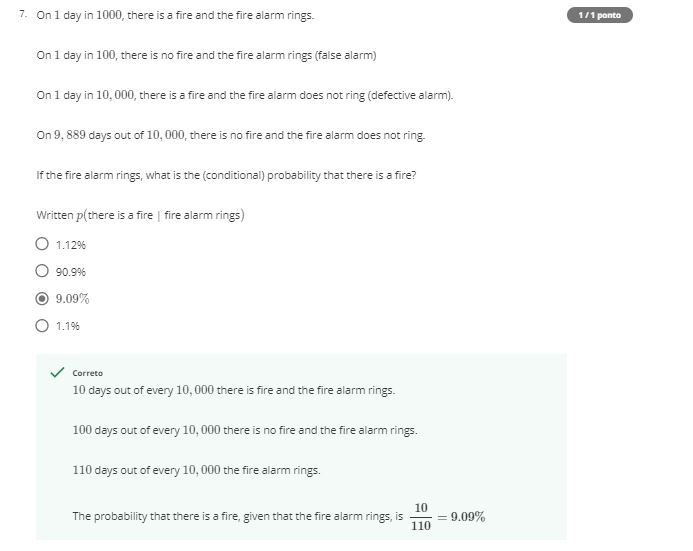 7. On 1 day in 1000, there is a fire and the fire alarm rings.
1 / 1 ponto
On 1 day in 100, there is no fire and the fire alarm rings (false alarm)
On 1 day in 10, 000, there is a fire and the fire alarm does not ring (defective alarm).
On 9, 889 days out of 10, 000, there is no fire and the fire alarm does not ring.
If the fire alarm rings, what is the (conditional) probability that there is a fire?
Written p(there is a fire | fire alarm rings)
1.12%
90.9%
9.09%
1.1%
Correto
10 days out of every 10, 000 there is fire and the fire alarm rings.
100 days out of every 10, 000 there is no fire and the fire alarm rings.
110 days out of every 10, 000 the fire alarm rings.
The probability that there is a fire, given that the fire alarm rings, is 10/110 = 9.09%